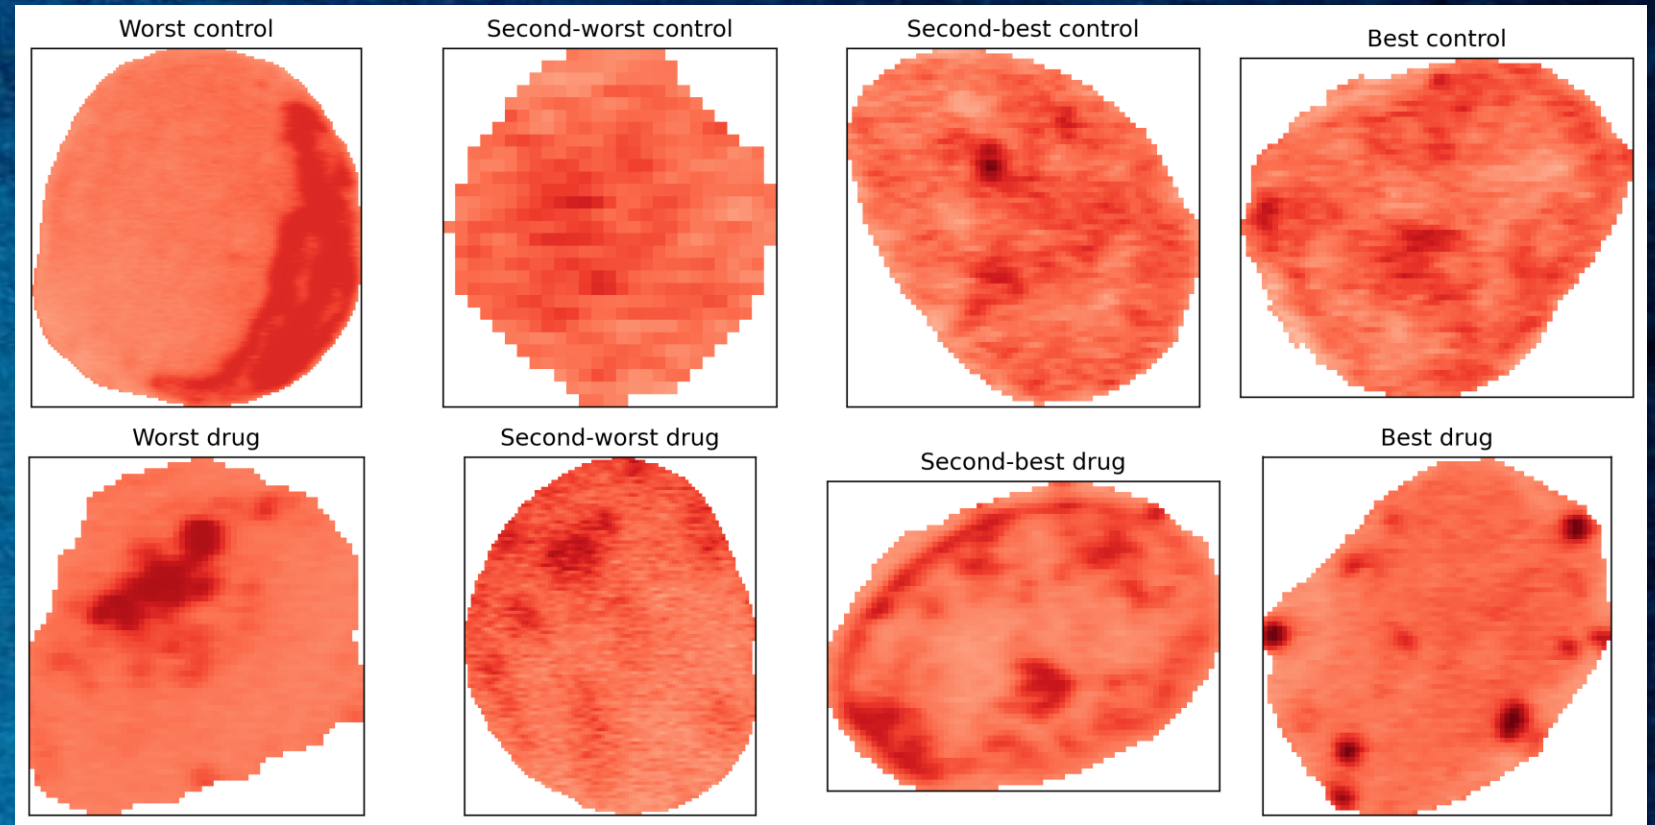 Worst control
Second-worst control
Second-best control
Best control
Worst drug
Second-worst drug
Second-best drug
Best drug